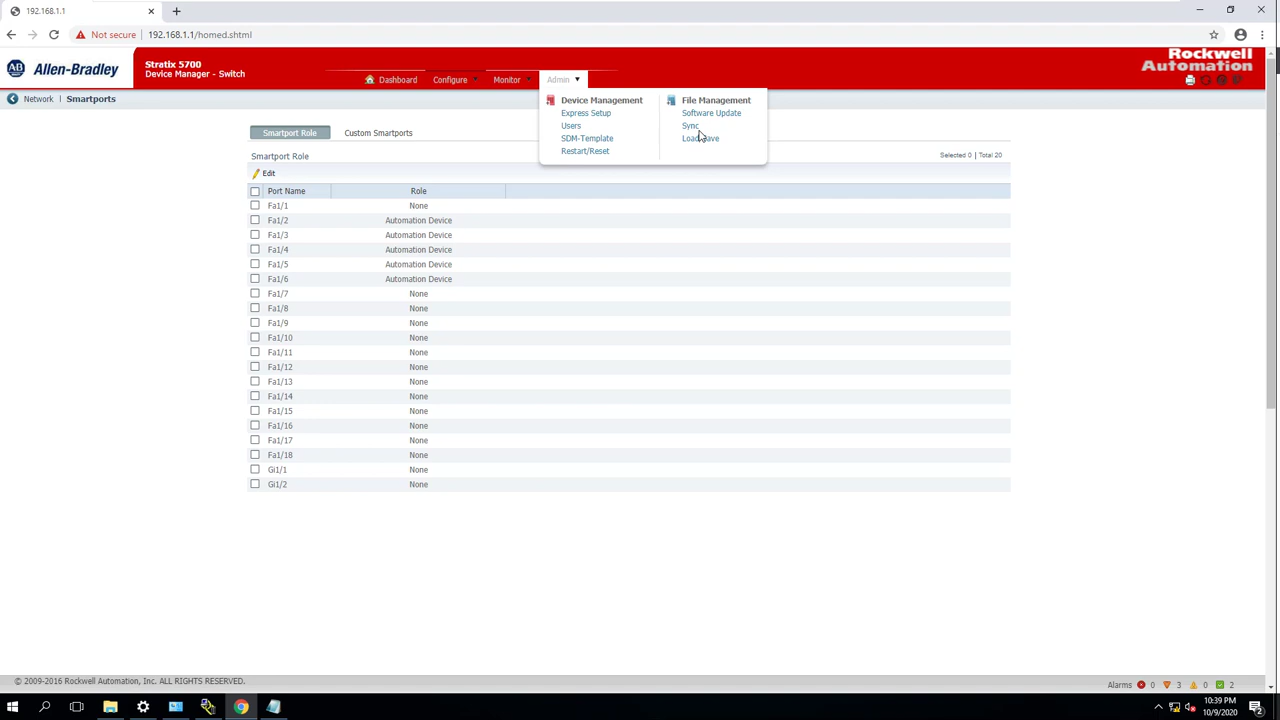 192.168.1.1
Not secure | 192.168.1.1/homed.shtml
AB Allen-Bradley
Stratix 5700
Device Manager - Switch
Rockwell
Automation
Dashboard Configure Monitor Admin
Network | Smartports
Device Management
Express Setup
Users
SDM-Template
Restart/Reset
File Management
Software Update
Sync
Smartport Role Custom Smartports
Smartport Role Selected 0 | Total 20
Edit
Port Name Role
Fa1/1 None
Fa1/2 Automation Device
Fa1/3 Automation Device
Fa1/4 Automation Device
Fa1/5 Automation Device
Fa1/6 Automation Device
Fa1/7 None
Fa1/8 None
Fa1/9 None
Fa1/10 None
Fa1/11 None
Fa1/12 None
Fa1/13 None
Fa1/14 None
Fa1/15 None
Fa1/16 None
Fa1/17 None
Fa1/18 None
Gi1/1 None
Gi1/2 None
© 2009-2016 Rockwell Automation, Inc. ALL RIGHTS RESERVED. Alarms 0 3 0 2
10:39 PM
10/9/2020
2